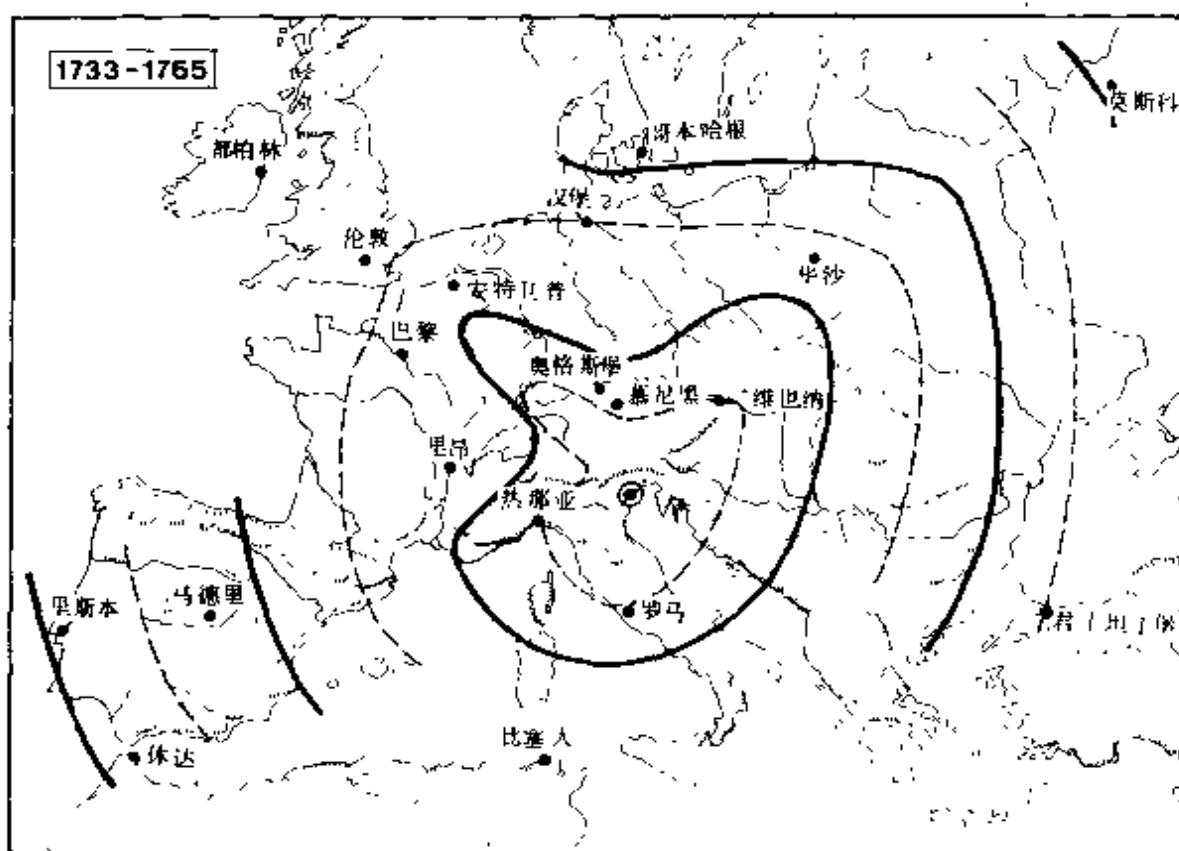 1733-1765
莫斯科
哥本哈根
都柏林
汉堡
伦敦
华沙
安特卫普
巴黎
奥格斯堡
慕尼黑
维也纳
里昂
热那亚
马德里
里斯本
罗马
休达